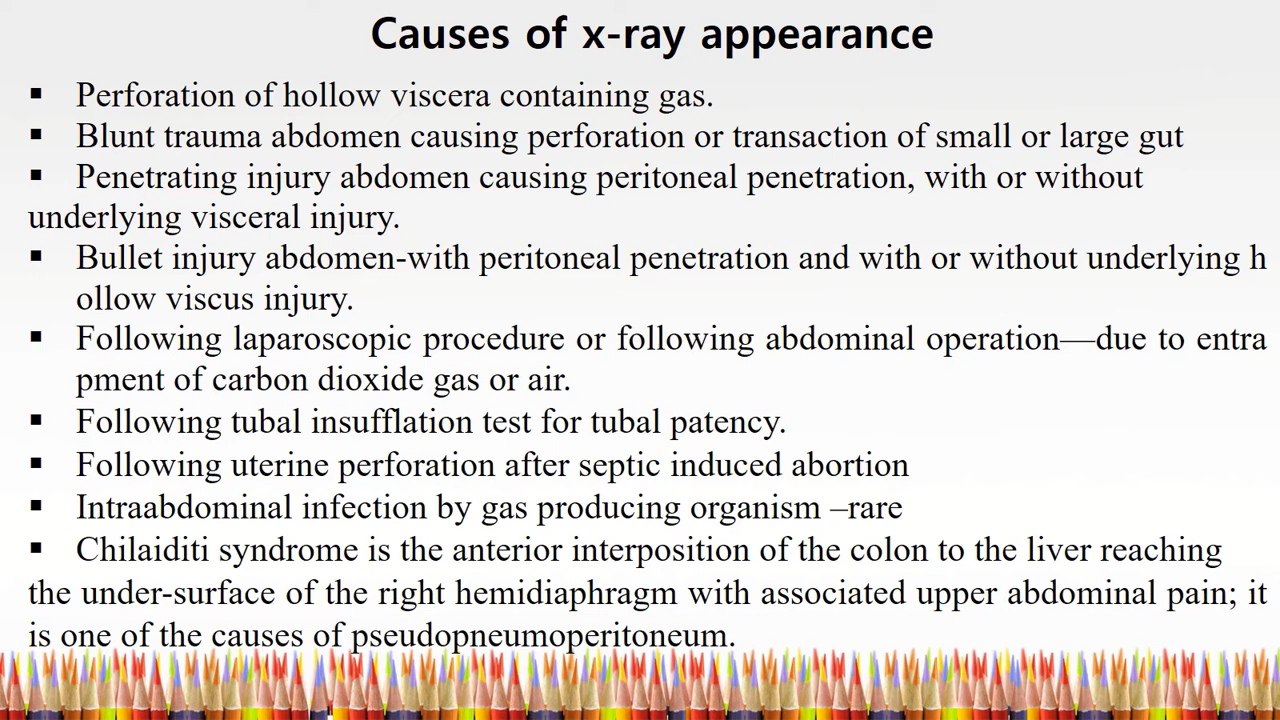 Causes of x-ray appearance
▪ Perforation of hollow viscera containing gas.
▪ Blunt trauma abdomen causing perforation or transaction of small or large gut
▪ Penetrating injury abdomen causing peritoneal penetration, with or without
underlying visceral injury.
▪ Bullet injury abdomen-with peritoneal penetration and with or without underlying h
ollow viscus injury.
▪ Following laparoscopic procedure or following abdominal operation—due to entra
pment of carbon dioxide gas or air.
▪ Following tubal insufflation test for tubal patency.
▪ Following uterine perforation after septic induced abortion
▪ Intraabdominal infection by gas producing organism –rare
▪ Chilaiditi syndrome is the anterior interposition of the colon to the liver reaching
the under-surface of the right hemidiaphragm with associated upper abdominal pain; it
is one of the causes of pseudopneumoperitoneum.